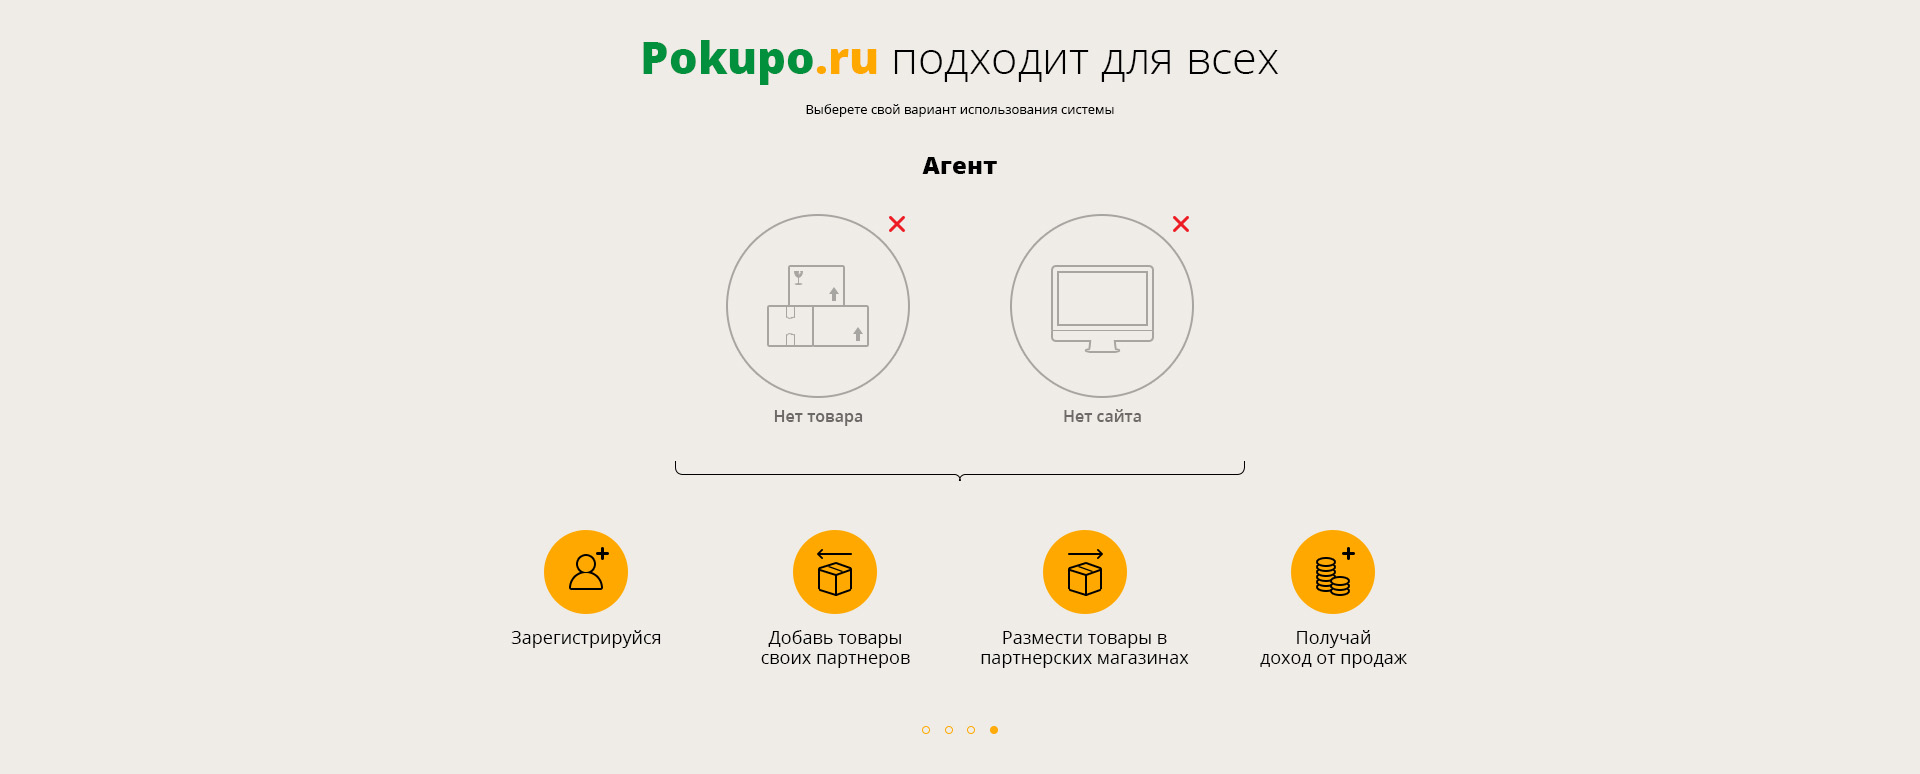 Pokupo.ru подходит для всех
Выберете свой вариант использования системы
Агент
Нет товара
Нет сайта
Зарегистрируйся
Добавь товары
своих партнеров
Размести товары в
партнерских магазинах
Получай
доход от продаж